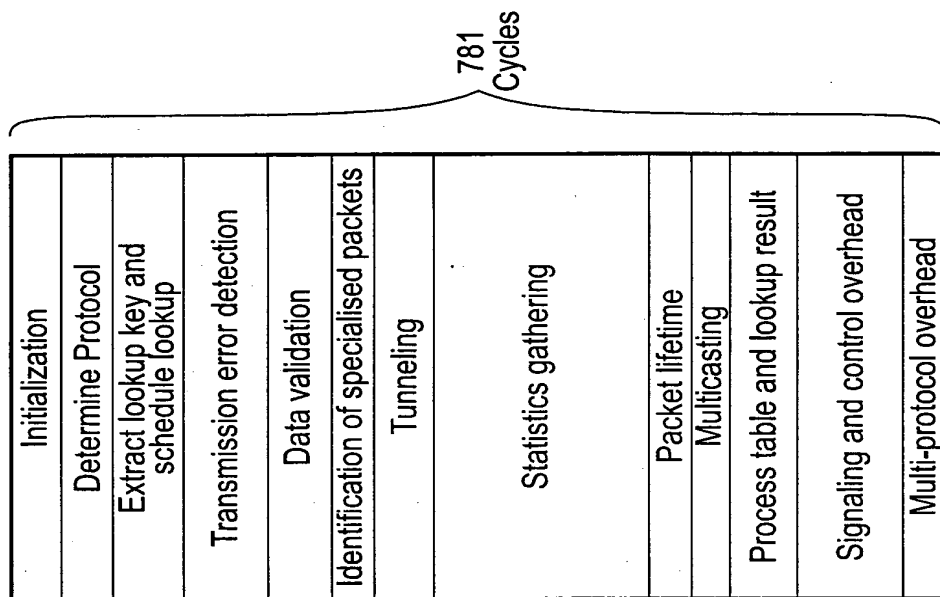 Initialization
Determine Protocol
Extract lookup key and
schedule lookup
Transmission error detection
Data validation
Identification of specialised packets
Tunneling
Statistics gathering
Packet lifetime
Multicasting
Process table and lookup result
Signaling and control overhead
Multi-protocol overhead
781
Cycles